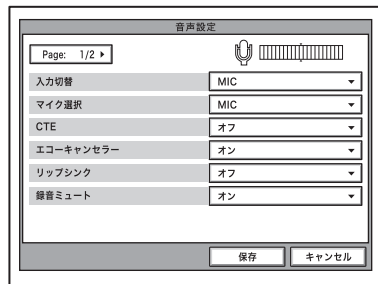 音声設定
Page: 1/2
入力切替 MIC
マイク選択 MIC
CTE オフ
エコーキャンセラー オン
リップシンク オフ
録音ミュート オン
保存 キャンセル